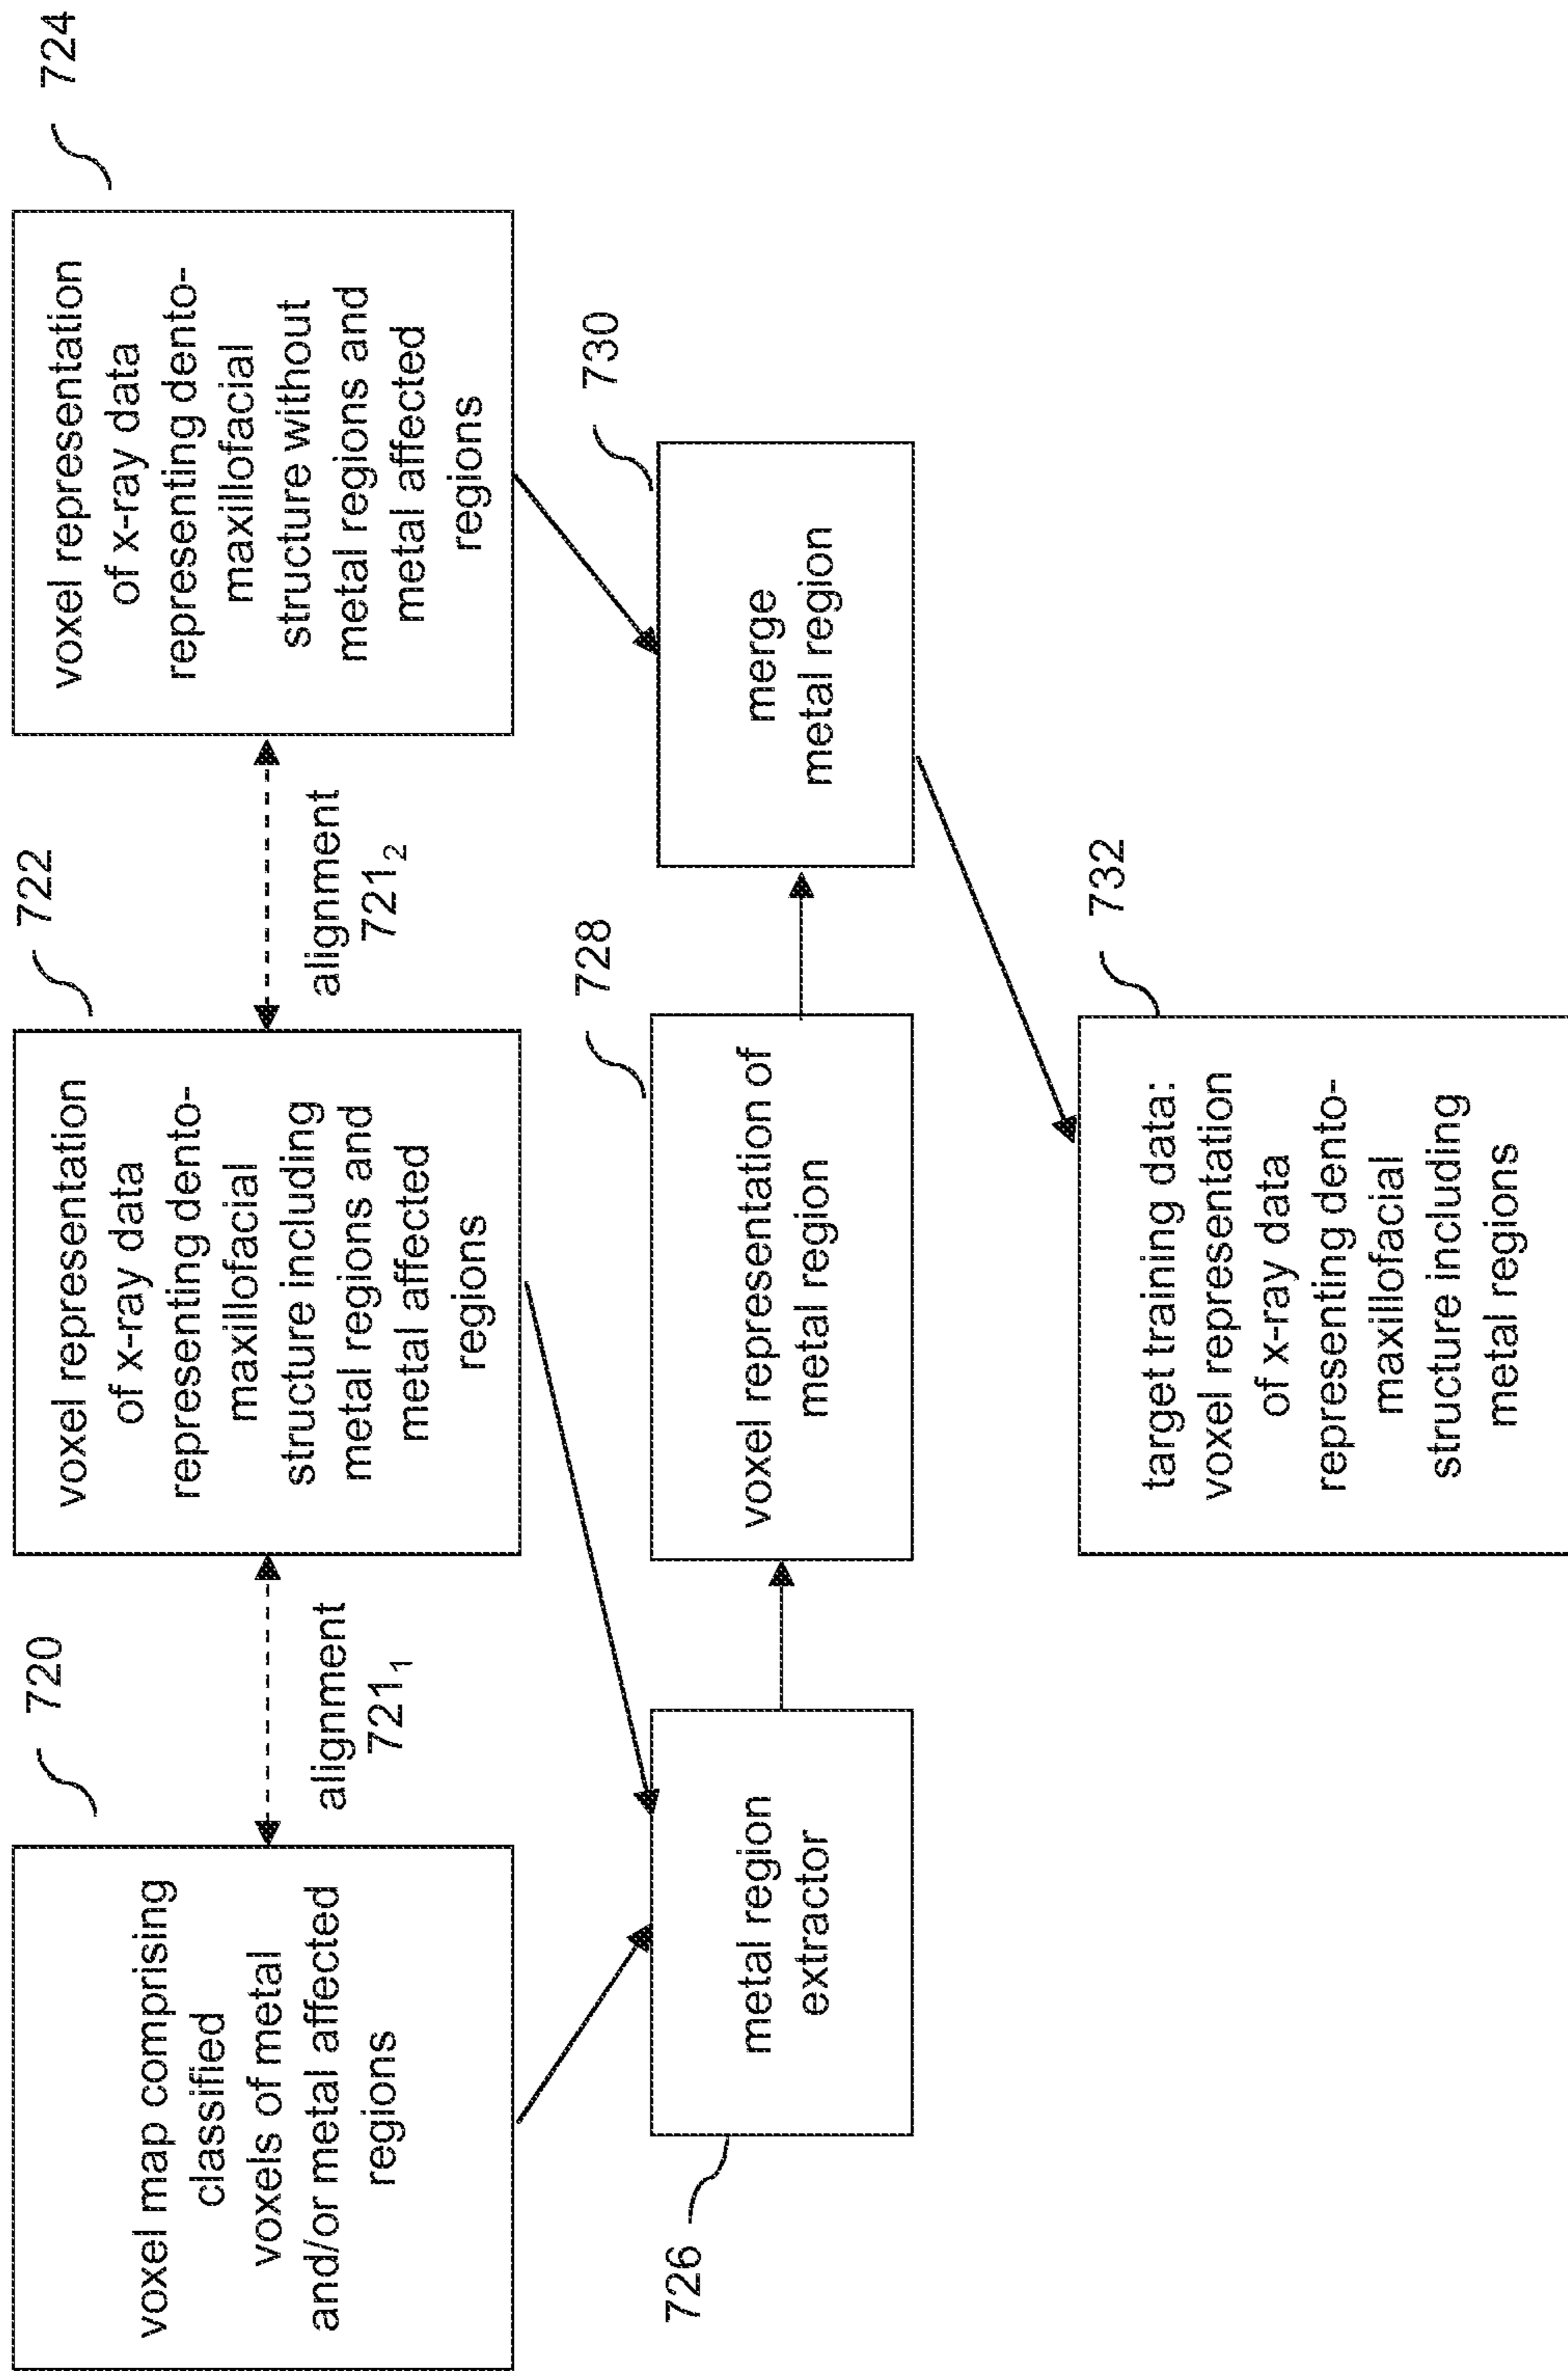 720
voxel map comprising
classified
voxels of metal
and/or metal affected
regions
alignment
721₁
722
voxel representation
of x-ray data
representing dento-
maxillofacial
structure including
metal regions and
metal affected
regions
alignment
721₂
724
voxel representation
of x-ray data
representing dento-
maxillofacial
structure without
metal regions and
metal affected
regions
726
metal region
extractor
728
voxel representation of
metal region
730
merge
metal region
732
target training data:
voxel representation
of x-ray data
representing dento-
maxillofacial
structure including
metal regions